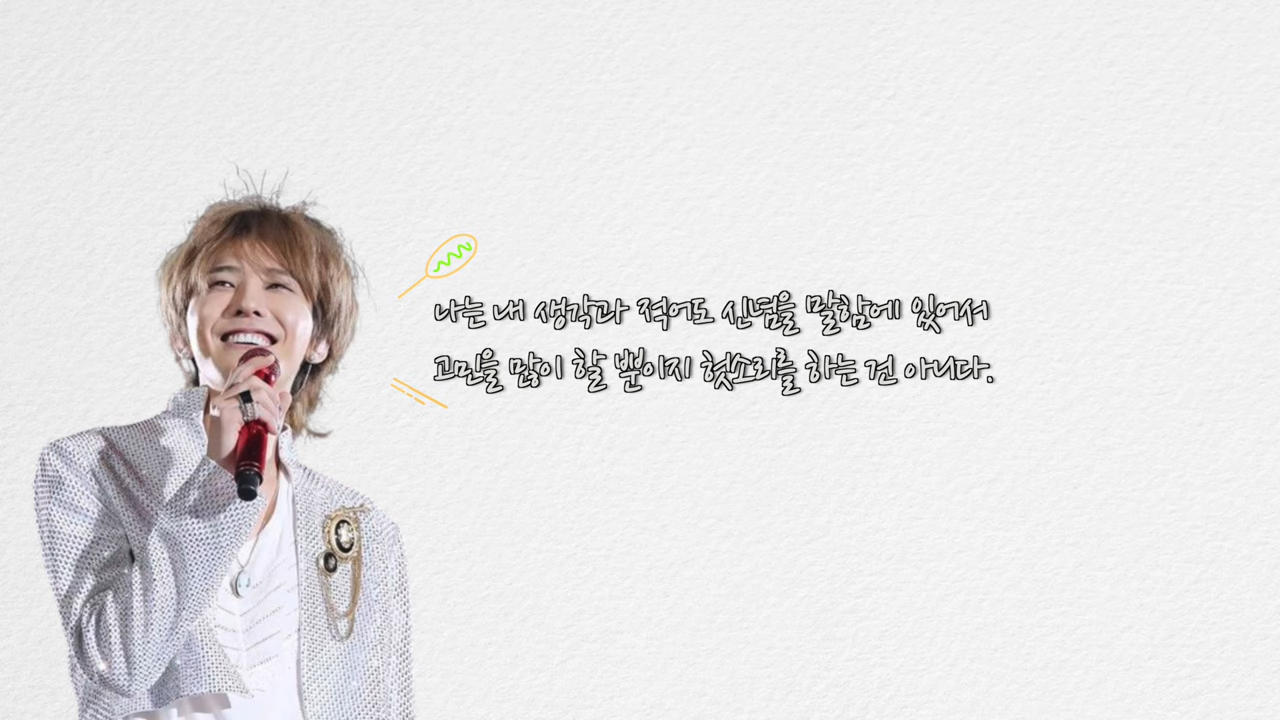 나는 내 생각과 적어도 신념을 말함에 있어서
고민을 많이 할 뿐이지 헛소리를 하는 건 아니다.